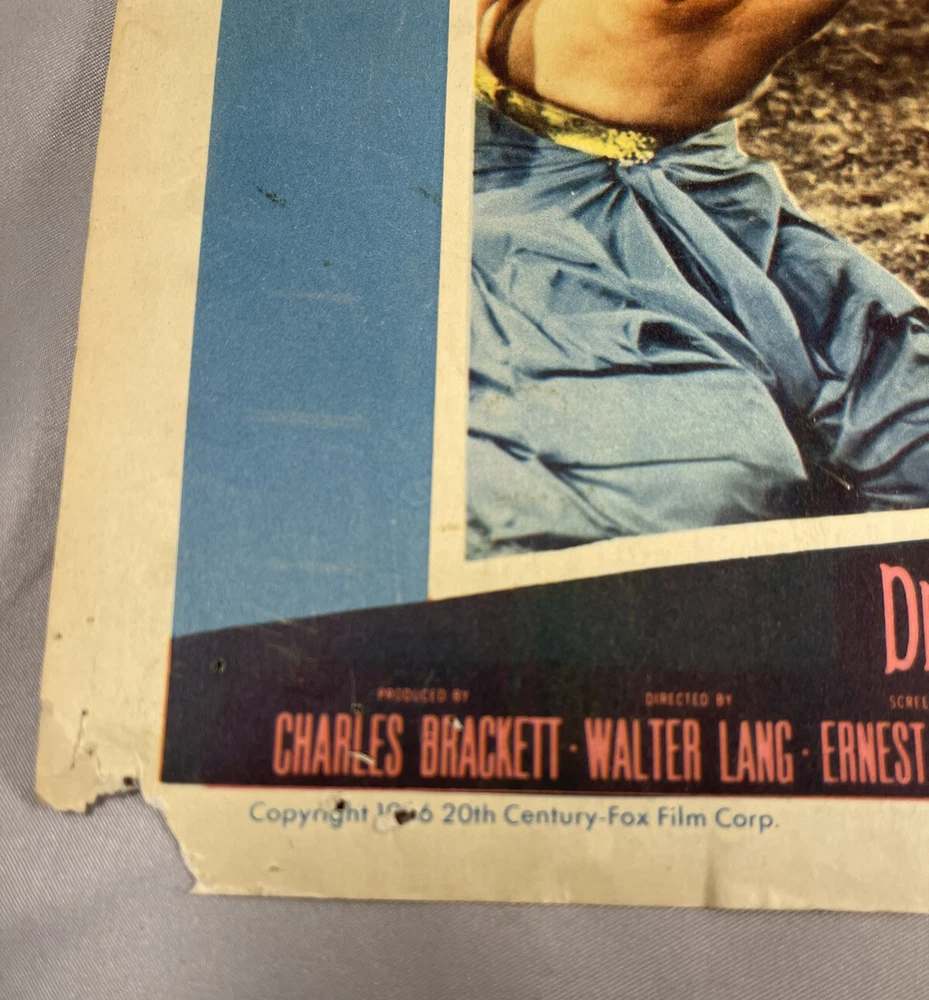 PRODUCED BY DIRECTED BY
CHARLES BRACKETT · WALTER LANG · ERNEST
Copyright 20th Century-Fox Film Corp.